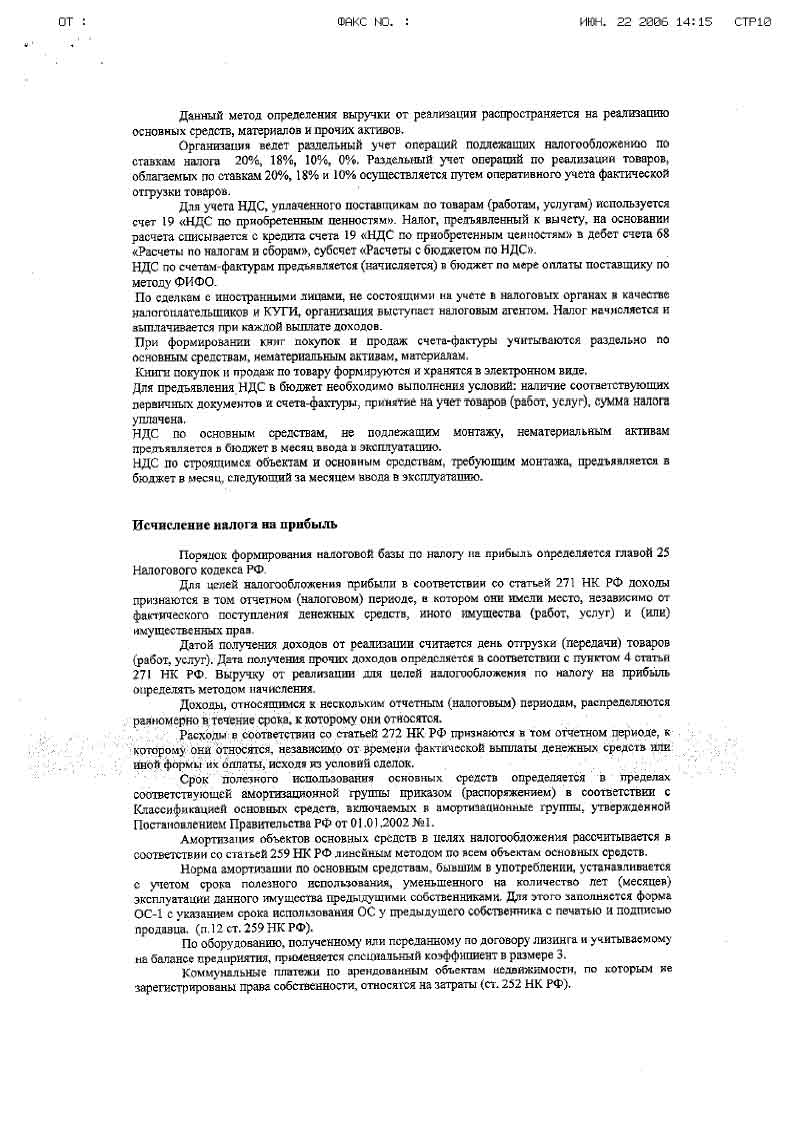 ОТ : ФАКС NO. : ИЮН. 22 2006 14:15 СТР10
Данный метод определения выручки от реализации распространяется на реализацию
основных средств, материалов и прочих активов.
Организация ведет раздельный учет операций подлежащих налогообложению по
ставкам налога 20%, 18%, 10%, 0%. Раздельный учет операций по реализации товаров,
облагаемых по ставкам 20%, 18% и 10% осуществляется путем оперативного учета фактической
отгрузки товаров.
Для учета НДС, уплаченного поставщикам по товарам (работам, услугам) используется
счет 19 «НДС по приобретенным ценностям». Налог, предъявленный к вычету, на основании
расчета списывается с кредита счета 19 «НДС по приобретенным ценностям» в дебет счета 68
«Расчеты по налогам и сборам», субсчет «Расчеты с бюджетом по НДС».
НДС по счетам-фактурам предъявляется (начисляется) в бюджет по мере оплаты поставщику по
методу ФИФО.
По сделкам с иностранными лицами, не состоящими на учете в налоговых органах в качестве
налогоплательщиков и КУГИ, организация выступает налоговым агентом. Налог начисляется и
выплачивается при каждой выплате доходов.
При формировании книг покупок и продаж счета-фактуры учитываются раздельно по
основным средствам, нематериальным активам, материалам.
Книги покупок и продаж по товару формируются и хранятся в электронном виде.
Для предъявления НДС в бюджет необходимо выполнения условий: наличие соответствующих
первичных документов и счета-фактуры, принятие на учет товаров (работ, услуг), сумма налога
уплачена.
НДС по основным средствам, не подлежащим монтажу, нематериальным активам
предъявляется в бюджет в месяц ввода в эксплуатацию.
НДС по строящимся объектам и основным средствам, требующим монтажа, предъявляется в
бюджет в месяц, следующий за месяцем ввода в эксплуатацию.
Исчисление налога на прибыль
Порядок формирования налоговой базы по налогу на прибыль определяется главой 25
Налогового кодекса РФ.
Для целей налогообложения прибыли в соответствии со статьей 271 НК РФ доходы
признаются в том отчетном (налоговом) периоде, в котором они имели место, независимо от
фактического поступления денежных средств, иного имущества (работ, услуг) и (или)
имущественных прав.
Датой получения доходов от реализации считается день отгрузки (передачи) товаров
(работ, услуг). Дата получения прочих доходов определяется в соответствии с пунктом 4 статьи
271 НК РФ. Выручку от реализации для целей налогообложения по налогу на прибыль
определять методом начисления.
Доходы, относящимся к нескольким отчетным (налоговым) периодам, распределяются
равномерно в течение срока, к которому они относятся.
Расходы в соответствии со статьей 272 НК РФ признаются в том отчетном периоде, к
которому они относятся, независимо от времени фактической выплаты денежных средств или
иной формы их оплаты, исходя из условий сделок.
Срок полезного использования основных средств определяется в пределах
соответствующей амортизационной группы приказом (распоряжением) в соответствии с
Классификацией основных средств, включаемых в амортизационные группы, утвержденной
Постановлением Правительства РФ от 01.01.2002 №1.
Амортизация объектов основных средств в целях налогообложения рассчитывается в
соответствии со статьей 259 НК РФ линейным методом по всем объектам основных средств.
Норма амортизации по основным средствам, бывшим в употреблении, устанавливается
с учетом срока полезного использования, уменьшенного на количество лет (месяцев)
эксплуатации данного имущества предыдущими собственниками. Для этого заполняется форма
ОС-1 с указанием срока использования ОС у предыдущего собственника с печатью и подписью
продавца. (п.12 ст. 259 НК РФ).
По оборудованию, полученному или переданному по договору лизинга и учитываемому
на балансе предприятия, применяется специальный коэффициент в размере 3.
Коммунальные платежи по арендованным объектам недвижимости, по которым не
зарегистрированы права собственности, относятся на затраты (ст. 252 НК РФ).